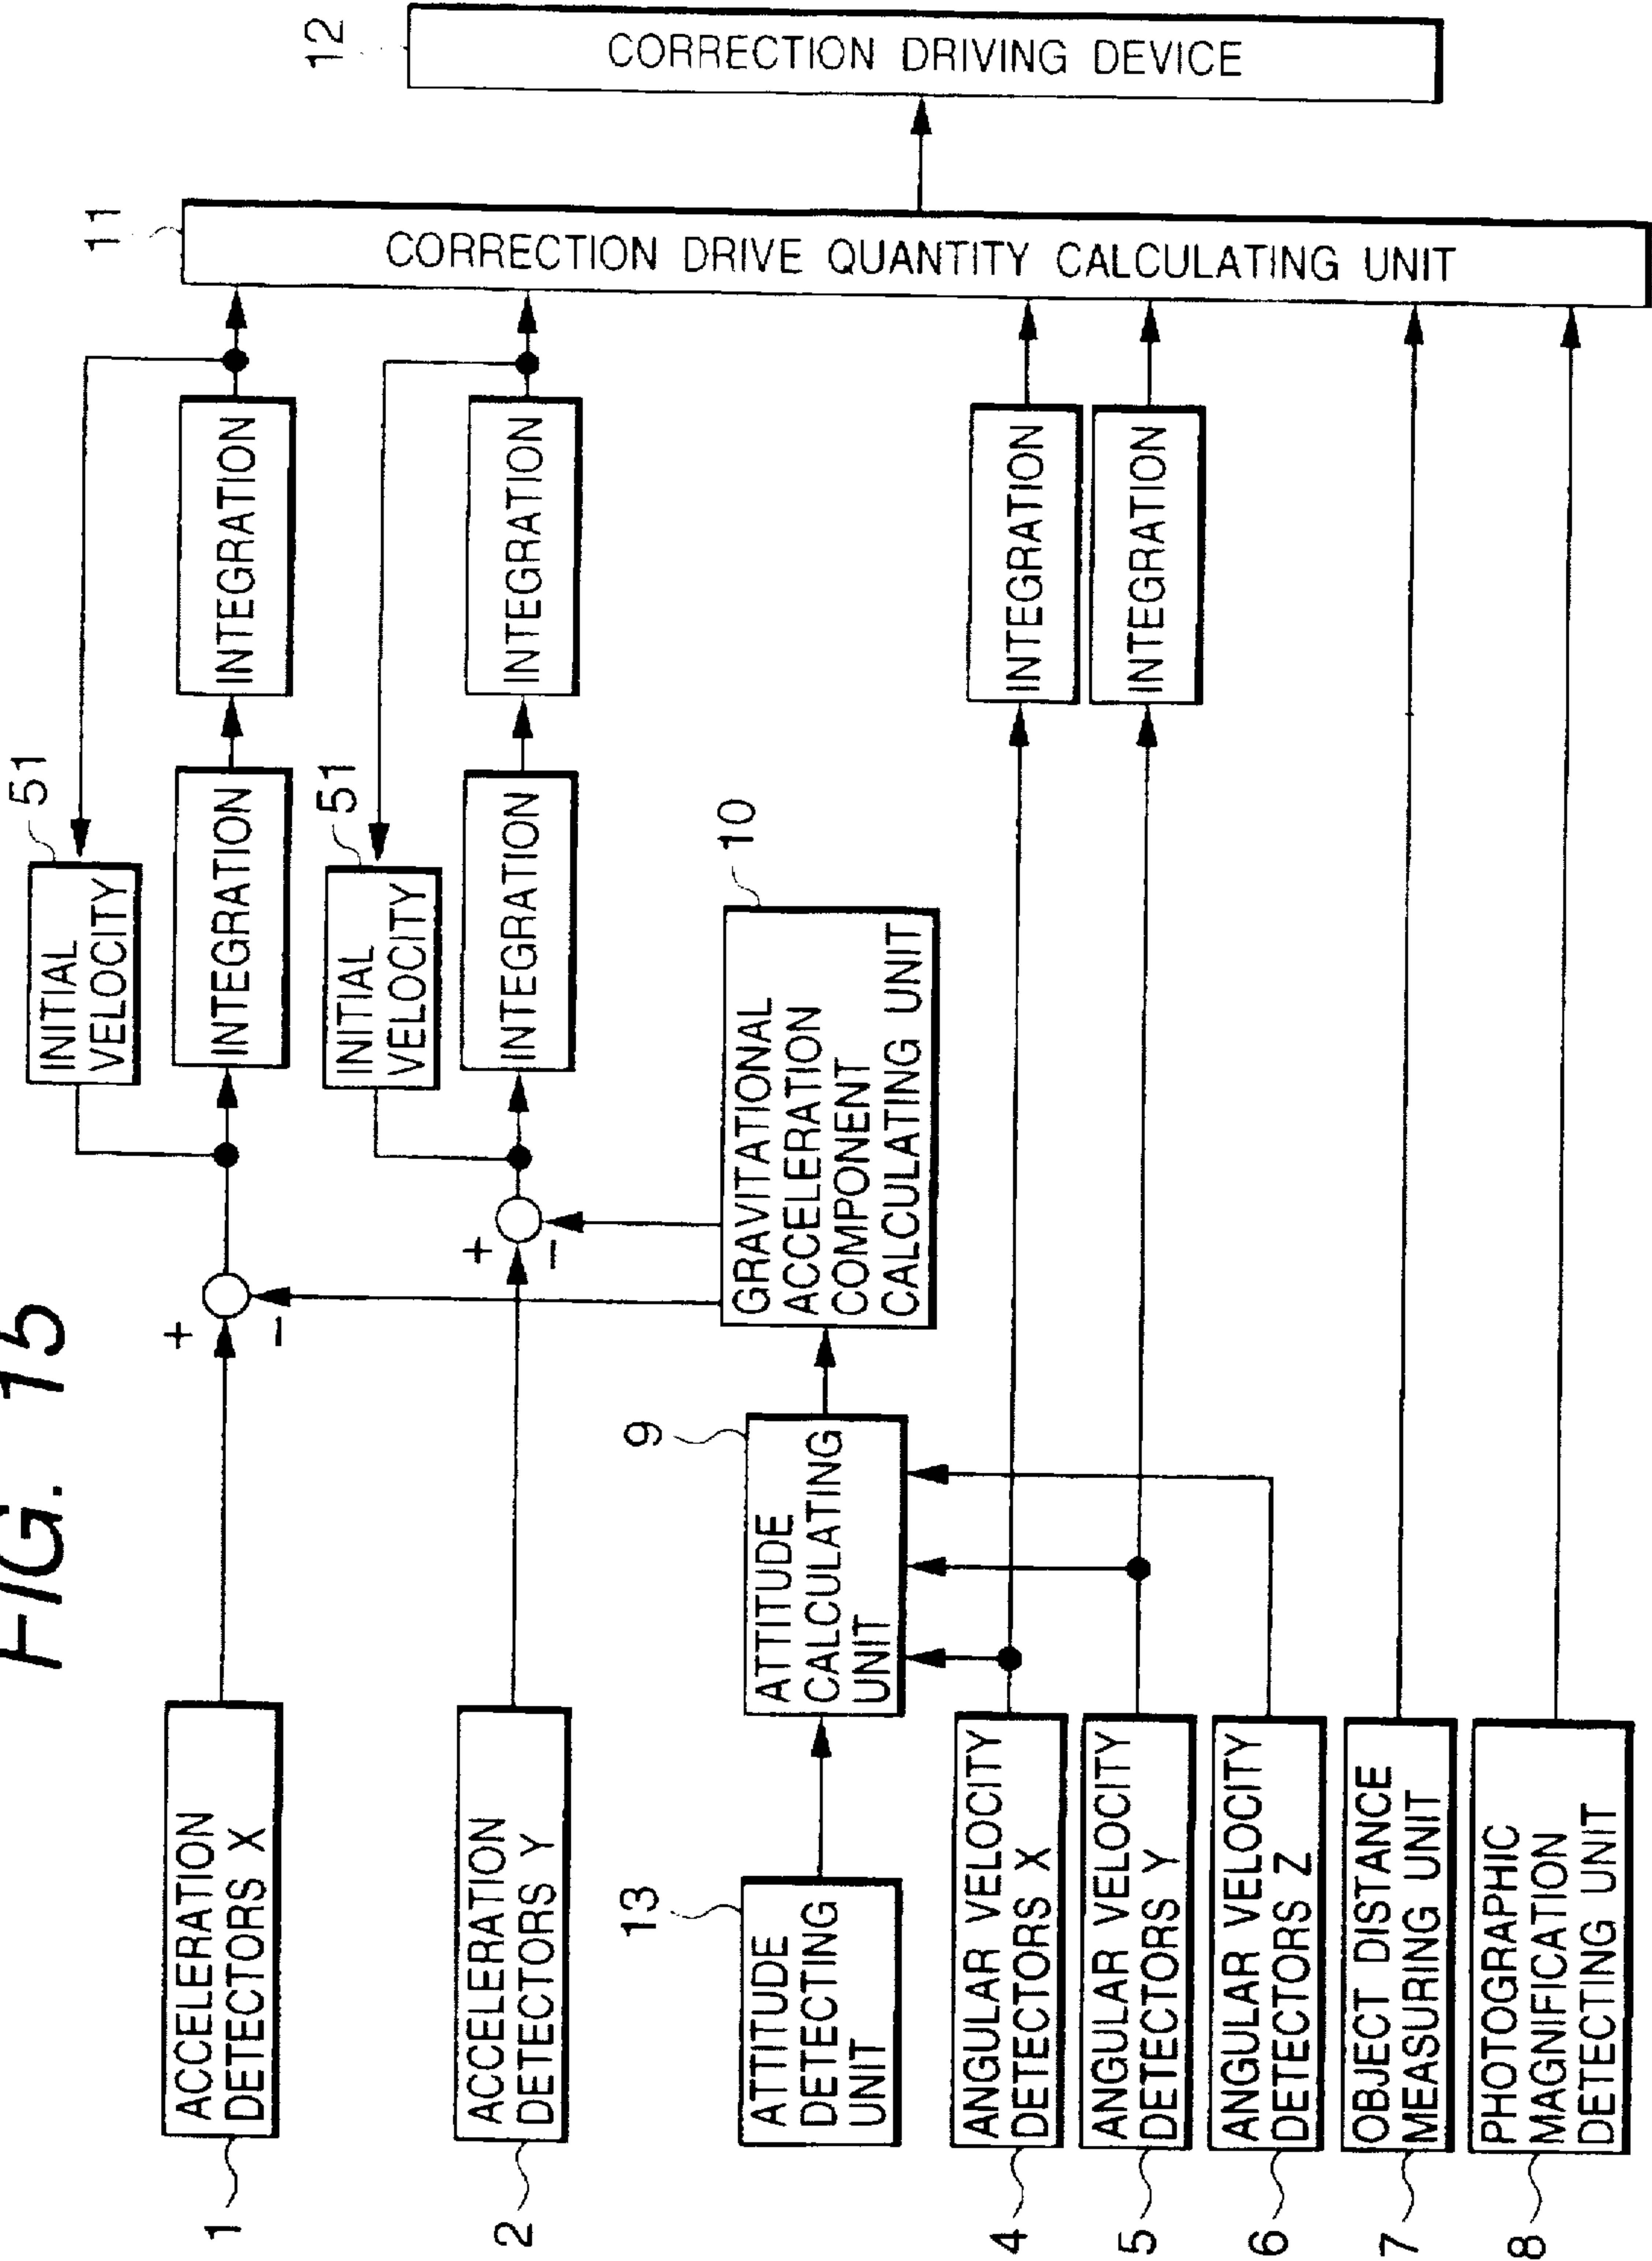 FIG. 15
1
ACCELERATION
DETECTORS X
+
−
51
INITIAL
VELOCITY
INTEGRATION
INTEGRATION
2
ACCELERATION
DETECTORS Y
+
−
51
INITIAL
VELOCITY
INTEGRATION
INTEGRATION
13
ATTITUDE
DETECTING
UNIT
9
ATTITUDE
CALCULATING
UNIT
10
GRAVITATIONAL
ACCELERATION
COMPONENT
CALCULATING UNIT
4
ANGULAR VELOCITY
DETECTORS X
INTEGRATION
5
ANGULAR VELOCITY
DETECTORS Y
INTEGRATION
6
ANGULAR VELOCITY
DETECTORS Z
7
OBJECT DISTANCE
MEASURING UNIT
8
PHOTOGRAPHIC
MAGNIFICATION
DETECTING UNIT
11
CORRECTION DRIVE QUANTITY CALCULATING UNIT
12
CORRECTION DRIVING DEVICE